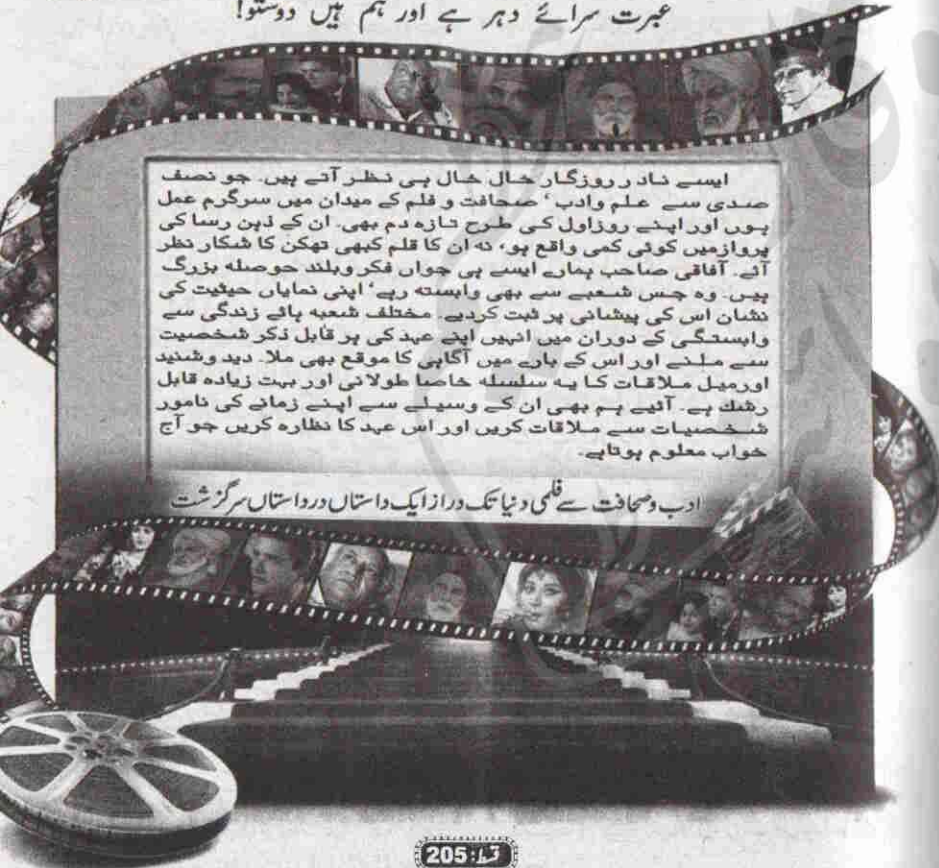 عبرت سرائے دہر ہے اور ہم ہیں دوستو!
ایسے نادر روزگار خال خال ہی نظر آتے ہیں۔ جو نصف
صدی سے علم وادب ' صحافت و قلم کے میدان میں سرگرم عمل
ہوں اور اپنے روزاول کی طرح تازہ دم بھی۔ ان کے ذہن رسا کی
پروازمیں کوئی کمی واقع ہو، نہ ان کا قلم کبھی تھکن کا شکار نظر
آئے۔ آفاقی صاحب ہمارے ایسے ہی جواں فکر وبلند حوصلہ بزرگ
ہیں۔ وہ جس شعبے سے بھی وابستہ رہے' اپنی نمایاں حیثیت کی
نشان اس کی پیشانی پر ثبت کردیے۔ مختلف شعبہ ہائے زندگی سے
وابستگی کے دوران میں انہیں اپنے عہد کی ہر قابل ذکر شخصیت
سے ملنے اور اس کے بارے میں آگاہی کا موقع بھی ملا۔ دید وشنید
اورمیل ملاقات کا یہ سلسلہ خاصا طولانی اور بہت زیادہ قابل
رشك ہے۔ آئیے ہم بھی ان کے وسیلے سے اپنے زمانے کی نامور
شخصیات سے ملاقات کریں اور اس عہد کا نظارہ کریں جو آج
خواب معلوم ہوتاہے۔
ادب وصحافت سے فلمی دنیا تک دراز ایک داستاں در داستاں سرگزشت
قسط:205